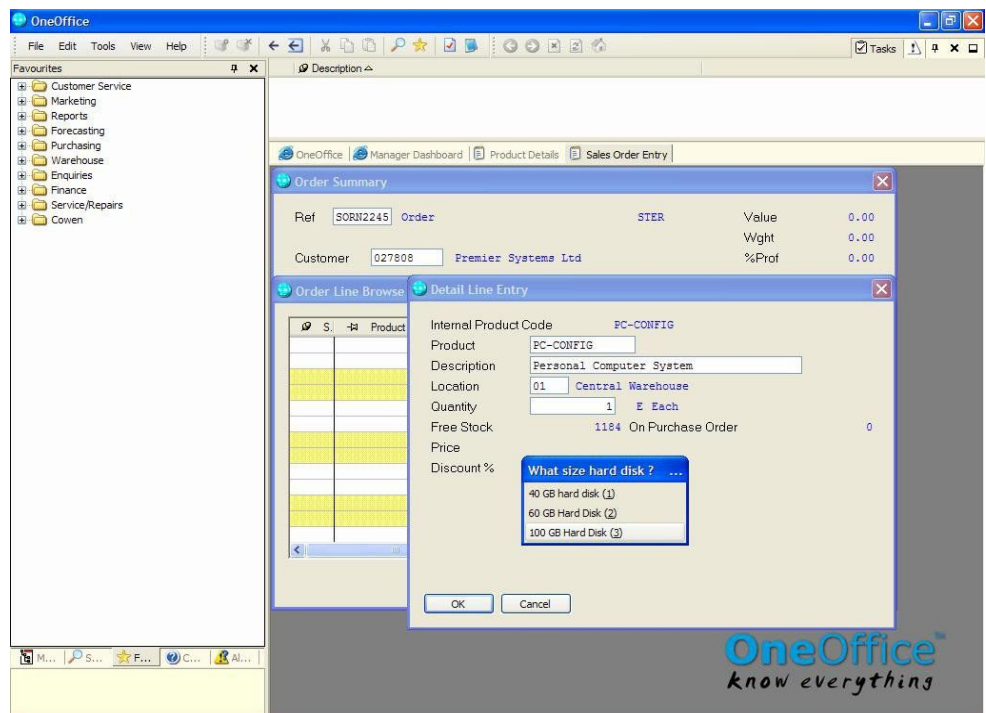 OneOffice
File Edit Tools View Help
Tasks
Favourites
Description
Customer Service
Marketing
Reports
Forecasting
Purchasing
Warehouse
Enquiries
Finance
Service/Repairs
Cowen
OneOffice Manager Dashboard Product Details Sales Order Entry
Order Summary
Ref SORN2245 Order STER Value 0.00
Wght 0.00
Customer 027808 Premier Systems Ltd %Prof 0.00
Order Line Browse
S. Product
Detail Line Entry
Internal Product Code PC-CONFIG
Product PC-CONFIG
Description Personal Computer System
Location 01 Central Warehouse
Quantity 1 E Each
Free Stock 1184 On Purchase Order 0
Price
Discount %
What size hard disk ? ...
40 GB hard disk (1)
60 GB Hard Disk (2)
100 GB Hard Disk (3)
OK Cancel
M... S... F... C... Al...
OneOffice™
know everything